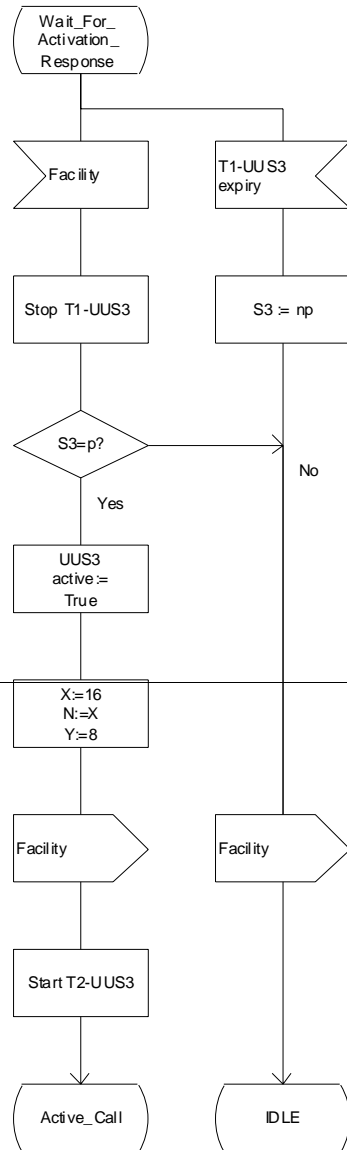 Wait_For_
Activation_
Response
Facility
T1-UUS3
expiry
Stop T1-UUS3
S3 := np
S3=p?
No
Yes
UUS3
active:=
True
X:=16
N:=X
Y:=8
Facility
Facility
Start T2-UUS3
Active_Call
IDLE